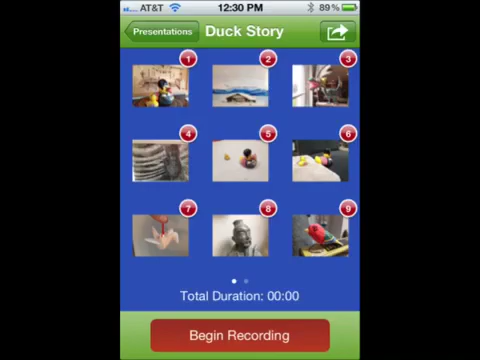 AT&T 12:30 PM 89%
Presentations Duck Story
1 2 3
4 5 6
7 8 9
Total Duration: 00:00
Begin Recording